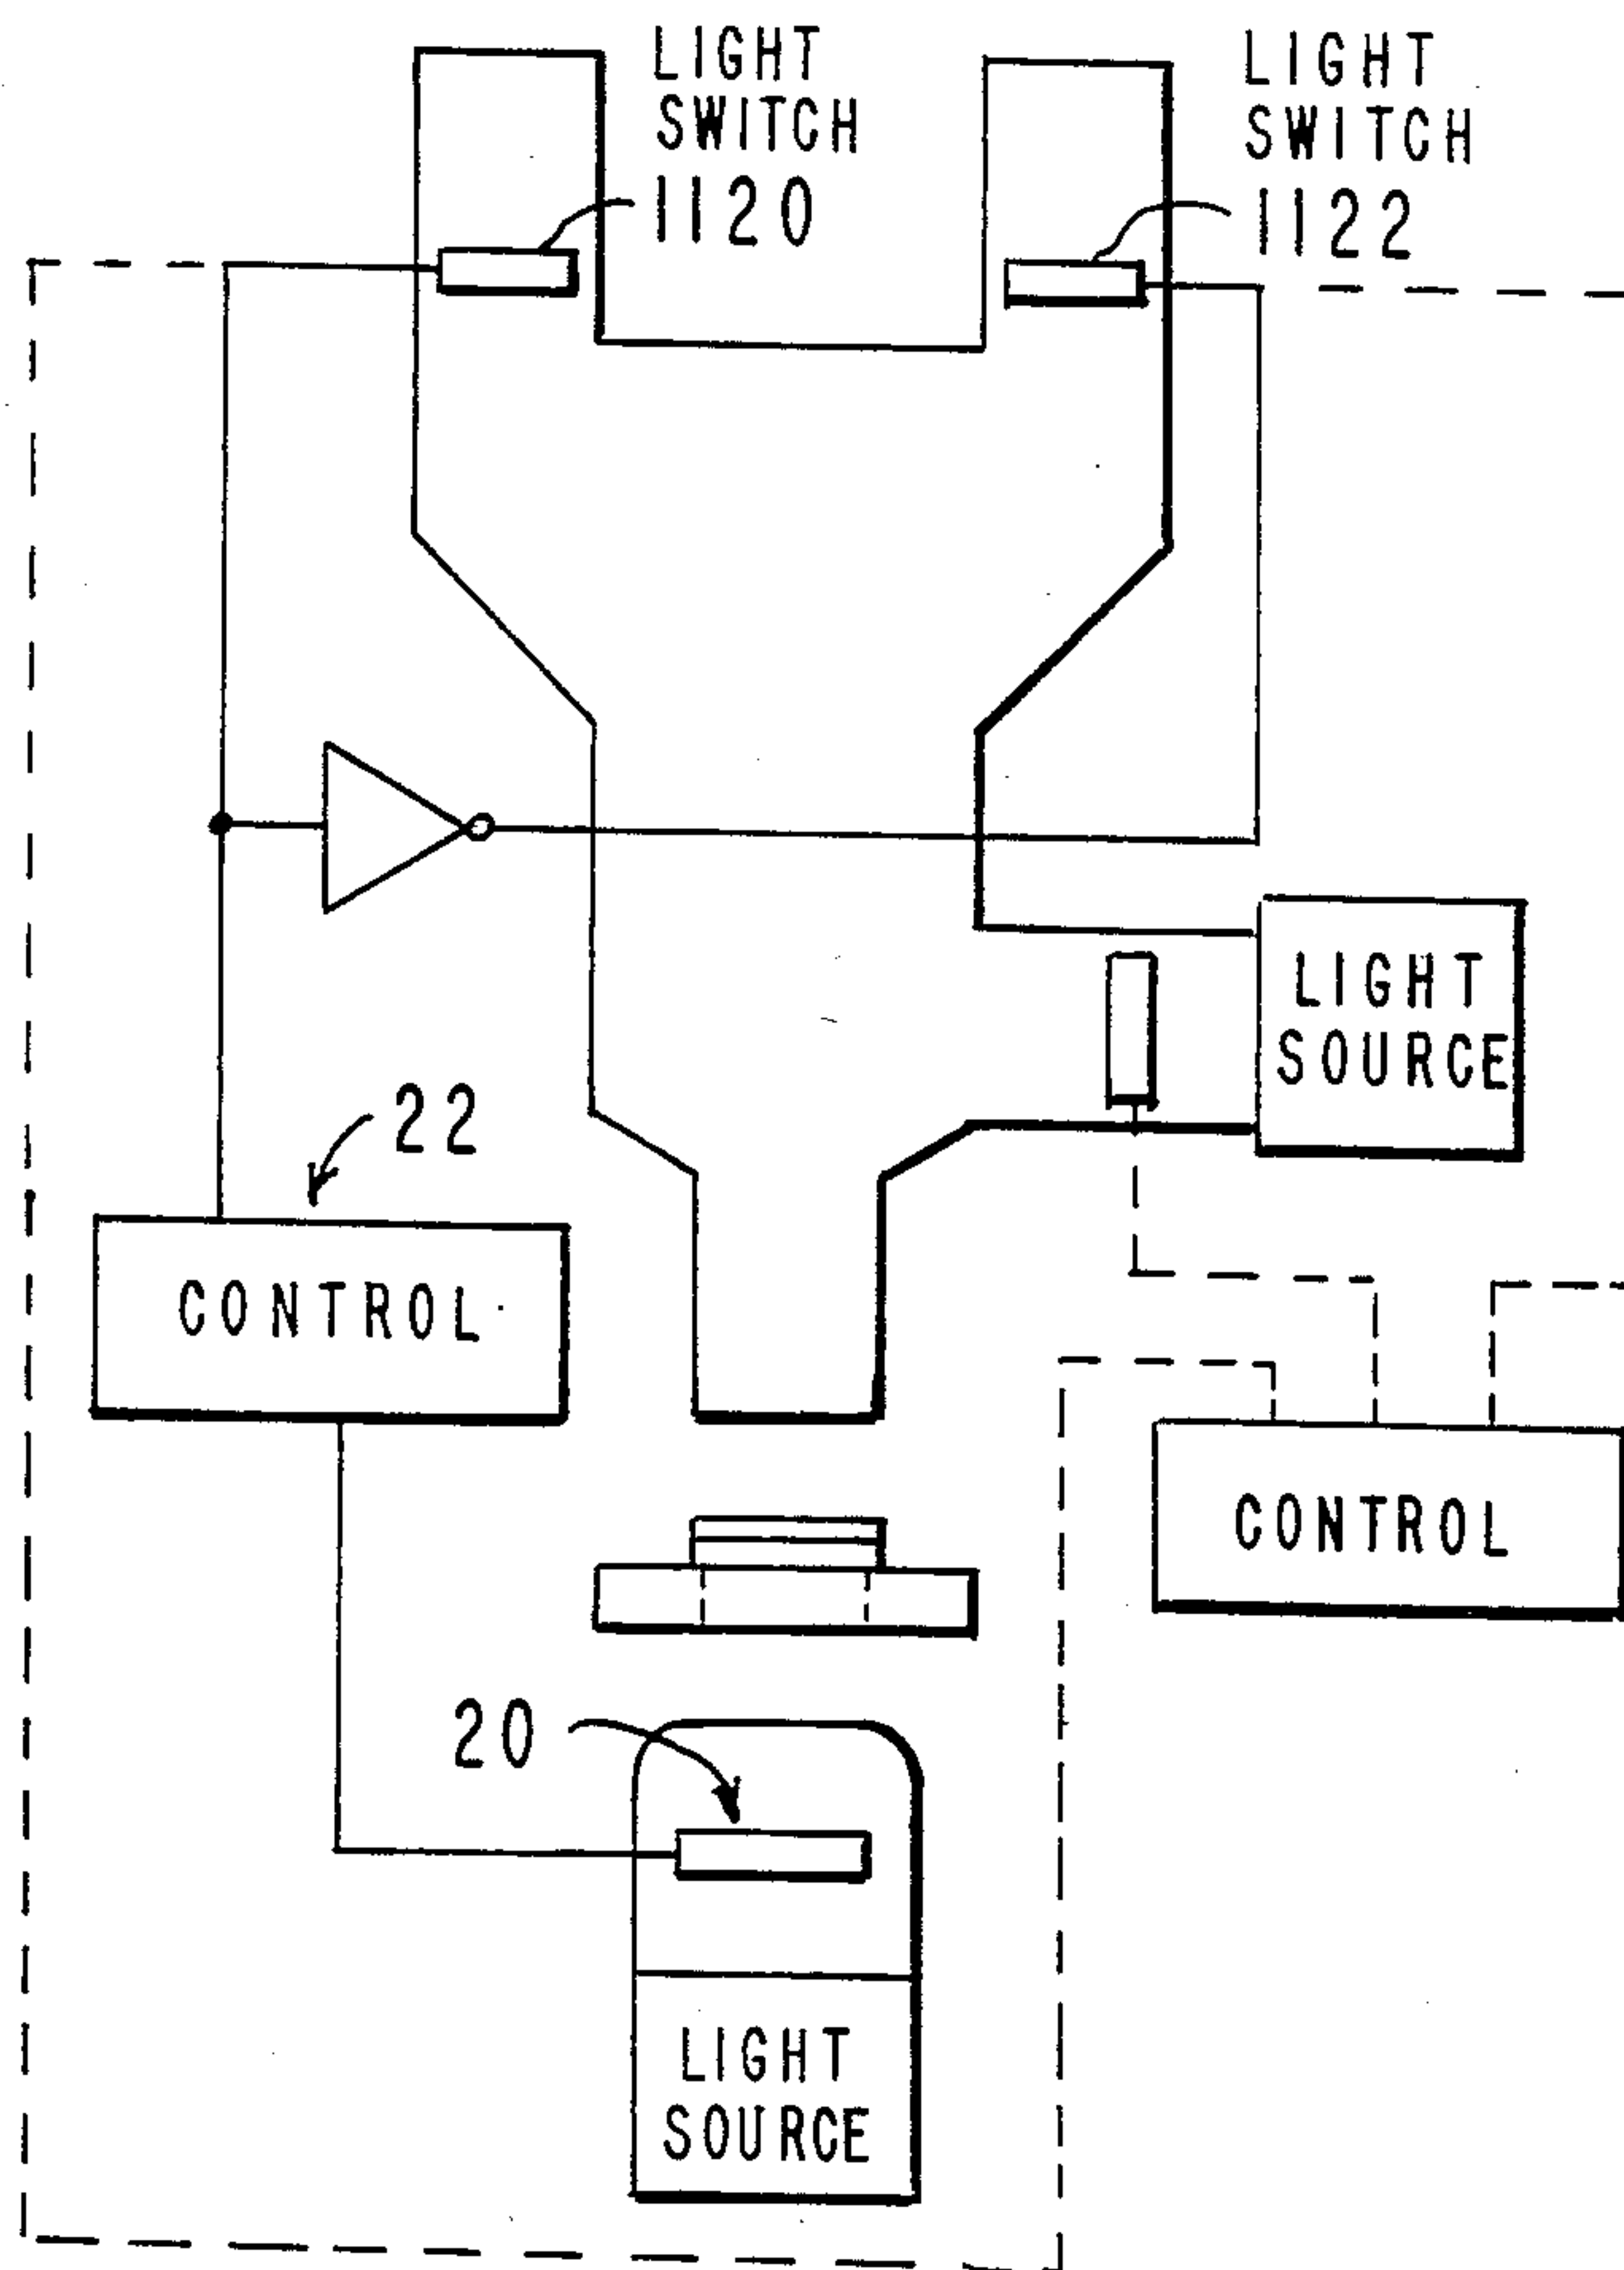 LIGHT
SWITCH
1120
LIGHT
SWITCH
1122
LIGHT
SOURCE
22
CONTROL
CONTROL
20
LIGHT
SOURCE